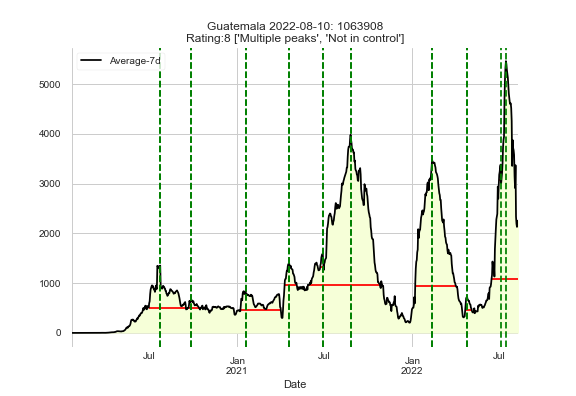 Guatemala 2022-08-10: 1063908
Rating:8 ['Multiple peaks', 'Not in control']
Average-7d
5000
4000
3000
2000
1000
0
Jul
Jan
2021
Jul
Jan
2022
Jul
Date